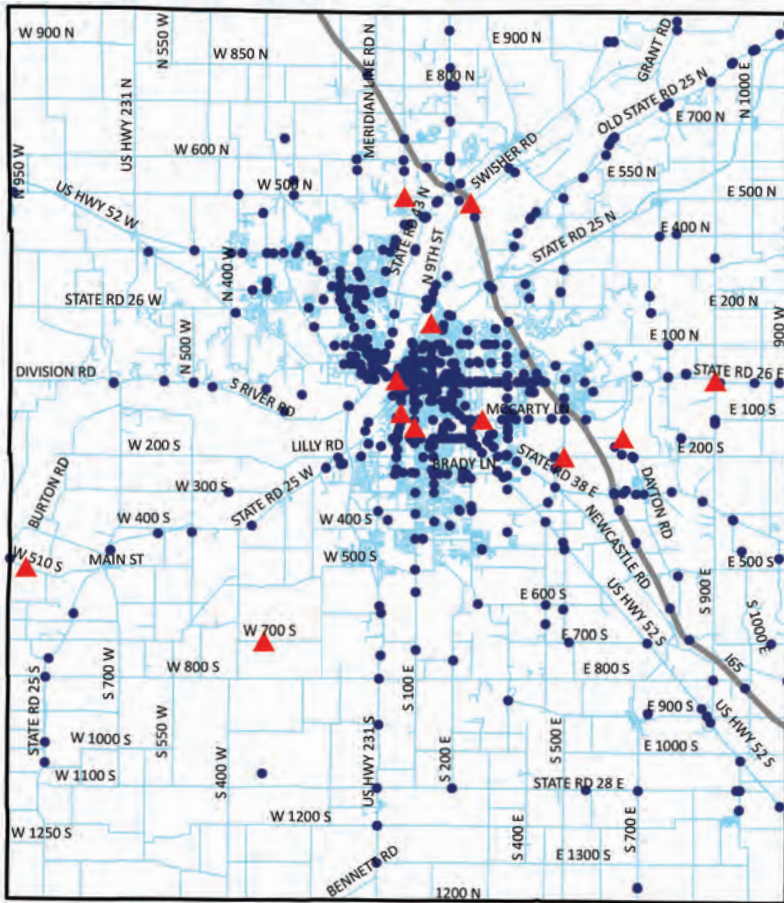 W 900 N
N 550 W
MERIDIAN LINE RD N
E 900 N
GRANT RD
W 850 N
E 800 N
US HWY 231 N
OLD STATE RD 25 N
N 1000 E
E 700 N
W 600 N
SWISHER RD
E 550 N
N 950 W
W 500 N
E 500 N
US HWY 52 W
STATE RD 43 N
N 9TH ST
STATE RD 25 N
E 400 N
N 400 W
STATE RD 26 W
E 200 N
E 100 N
900 W
N 500 W
DIVISION RD
STATE RD 26 E
S RIVER RD
E 100 S
MCCARTY LN
LILLY RD
W 200 S
E 200 S
BRADY LN
STATE RD 38 E
BURTON RD
W 300 S
STATE RD 25 W
DAYTON RD
W 400 S
W 400 S
NEWCASTLE RD
W 510 S
MAIN ST
W 500 S
E 500 S
S 900 E
E 600 S
US HWY 52 S
S 1000 E
W 700 S
E 700 S
I65
S 700 W
W 800 S
S 100 E
E 800 S
STATE RD 25 S
E 900 S
US HWY 52 S
W 1000 S
S 550 W
S 400 W
US HWY 231 S
S 200 E
S 500 E
E 1000 S
W 1100 S
STATE RD 28 E
W 1200 S
W 1250 S
S 400 E
S 700 E
E 1300 S
BENNETT RD
1200 N